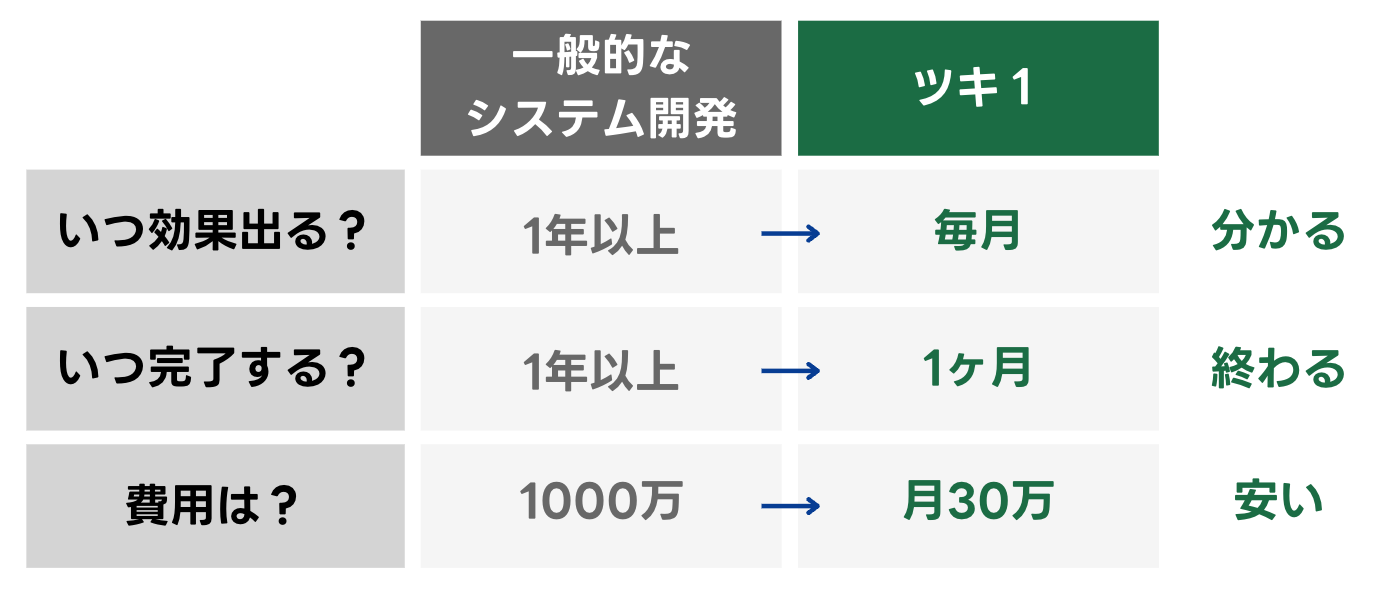 一般的な
システム開発
ツキ1
いつ効果出る？
1年以上
→
毎月
分かる
いつ完了する？
1年以上
→
1ヶ月
終わる
費用は？
1000万
→
月30万
安い